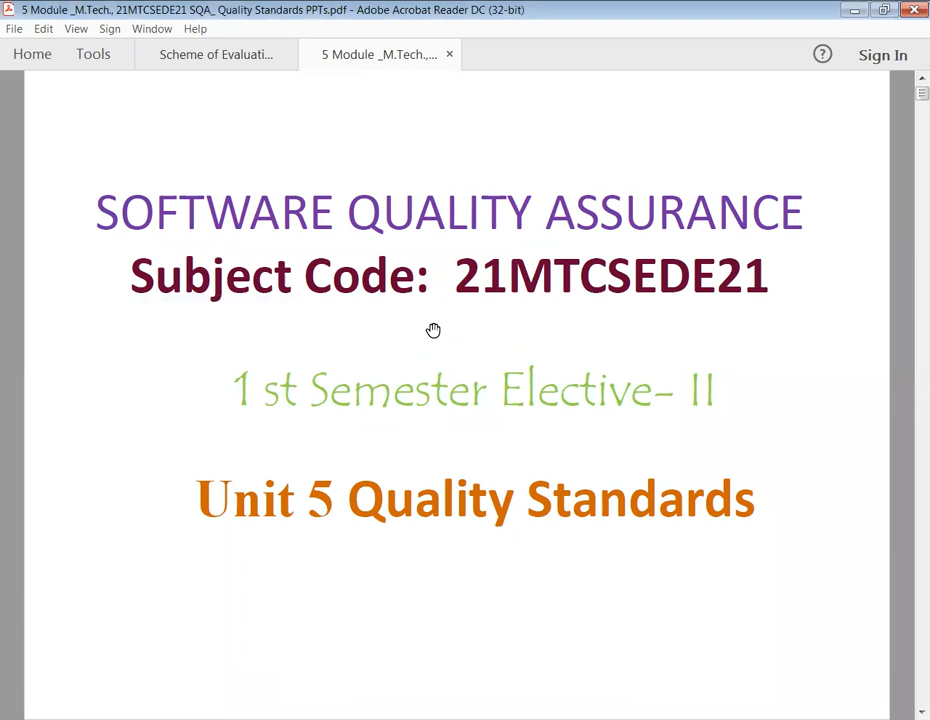 5 Module _M.Tech., 21MTCSEDE21 SQA_ Quality Standards PPTs.pdf - Adobe Acrobat Reader DC (32-bit)
File Edit View Sign Window Help
Home Tools Scheme of Evaluati... 5 Module _M.Tech.,... × ? Sign In
SOFTWARE QUALITY ASSURANCE
Subject Code: 21MTCSEDE21
1 st Semester Elective- II
Unit 5 Quality Standards